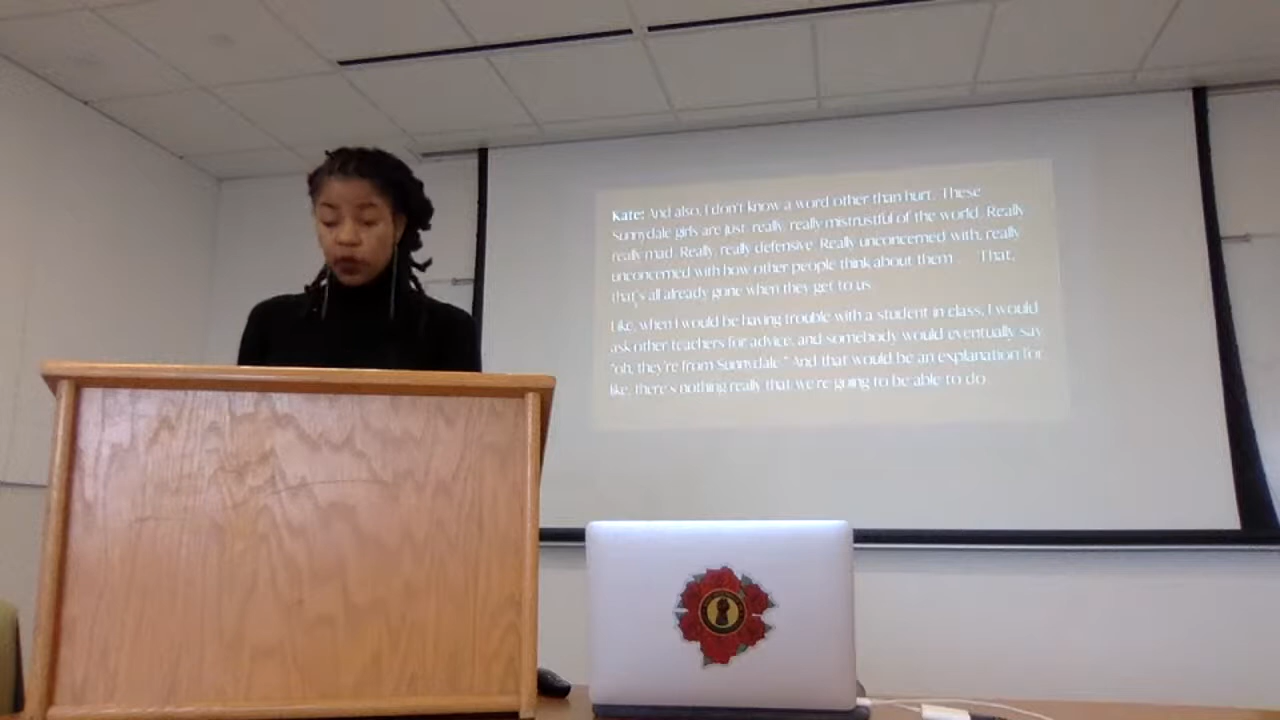 Kate: And also, I don't know a word other than hurt. These
Sunnydale girls are just, really, really mistrustful of the world. Really
really mad. Really, really defensive. Really unconcerned with, really
unconcerned with how other people think about them . . . That,
that's all already gone when they get to us.
Like, when I would be having trouble with a student in class, I would
ask other teachers for advice, and somebody would eventually say
"oh, they're from Sunnydale." And that would be an explanation for
like, there's nothing really that we're going to be able to do.